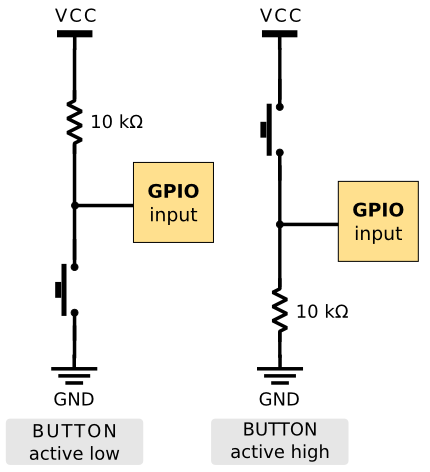 VCC
10 kΩ
GPIO
input
GND
BUTTON
active low
VCC
GPIO
input
10 kΩ
GND
BUTTON
active high